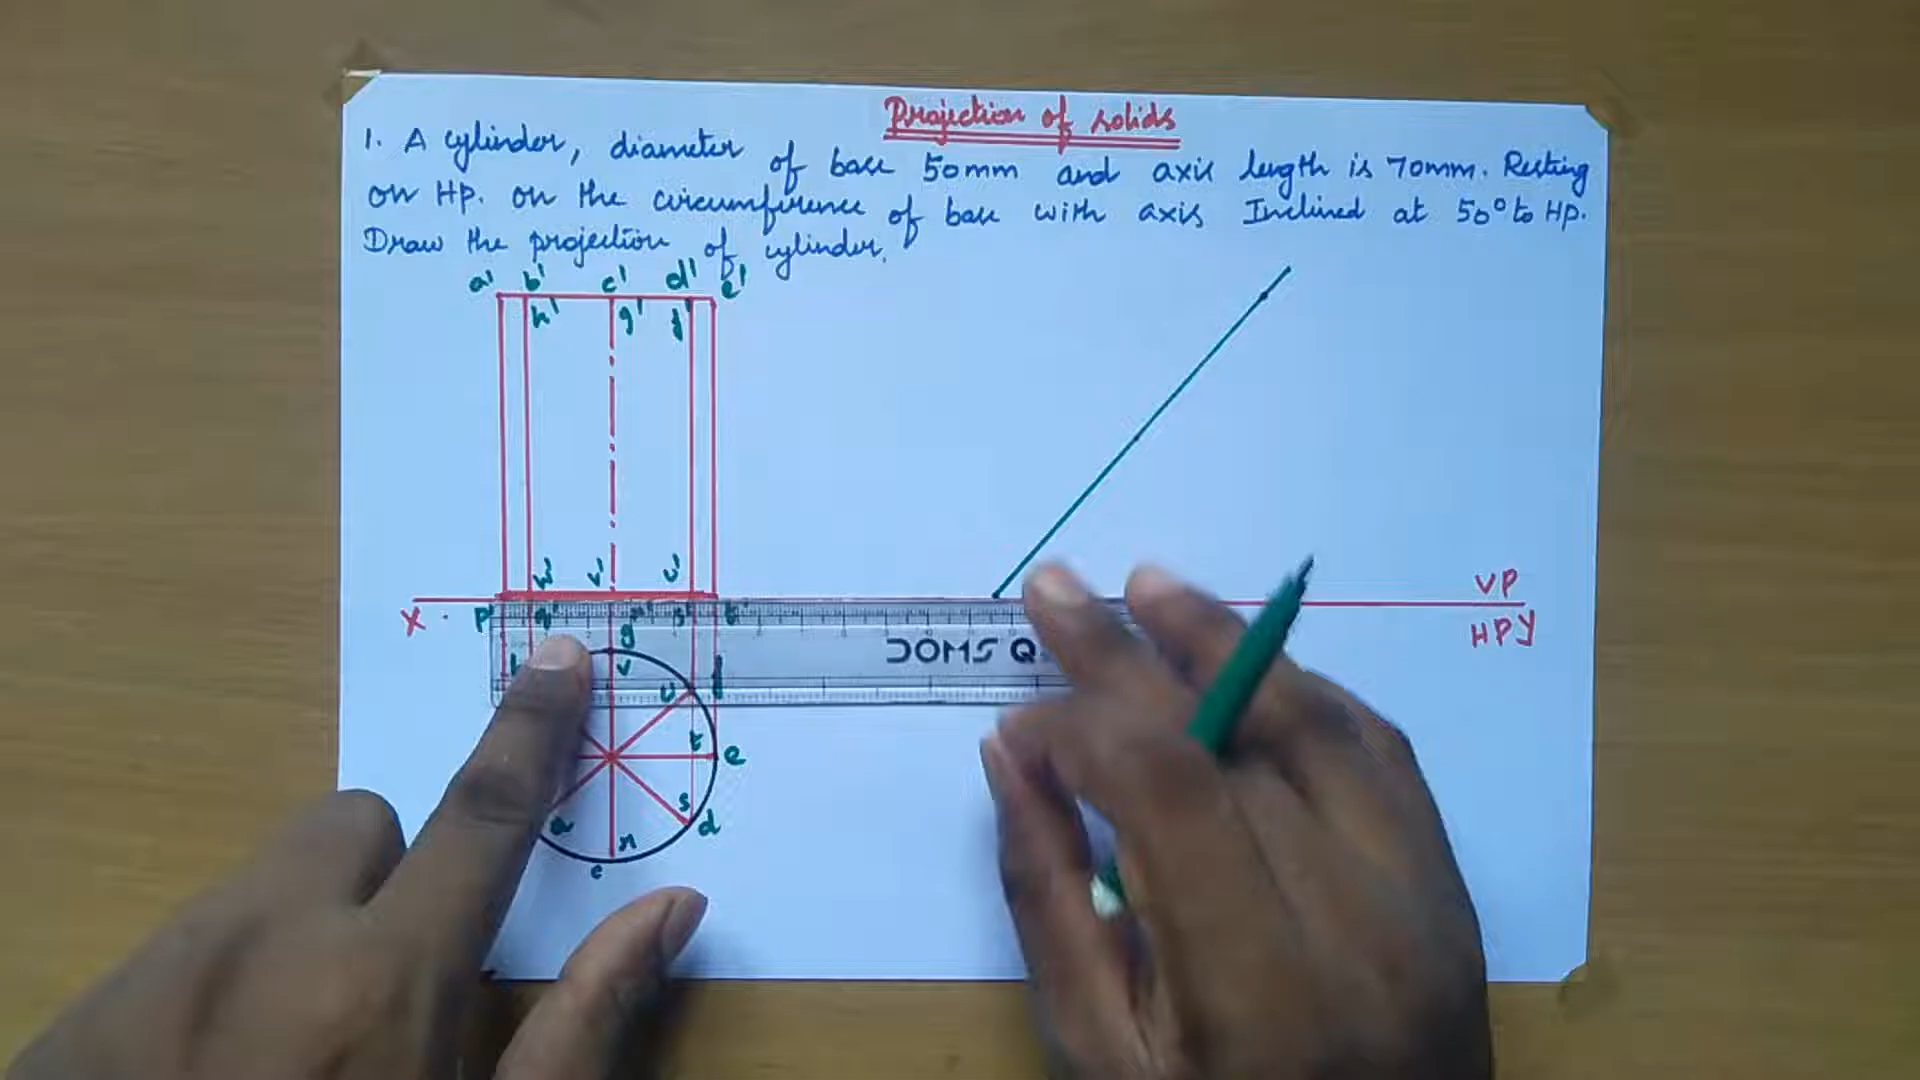 Projection of solids
1. A cylinder, diameter of base 50mm and axis length is 70mm. Resting
on HP. on the circumference of base with axis Inclined at 50° to HP.
Draw the projection of cylinder.
a' b' c' d' e'
h' g' f'
w' v' u'
VP
X p' q' r' s' t'
HP Y
g
v
DOMS Q
u
t e
s
d
n
c